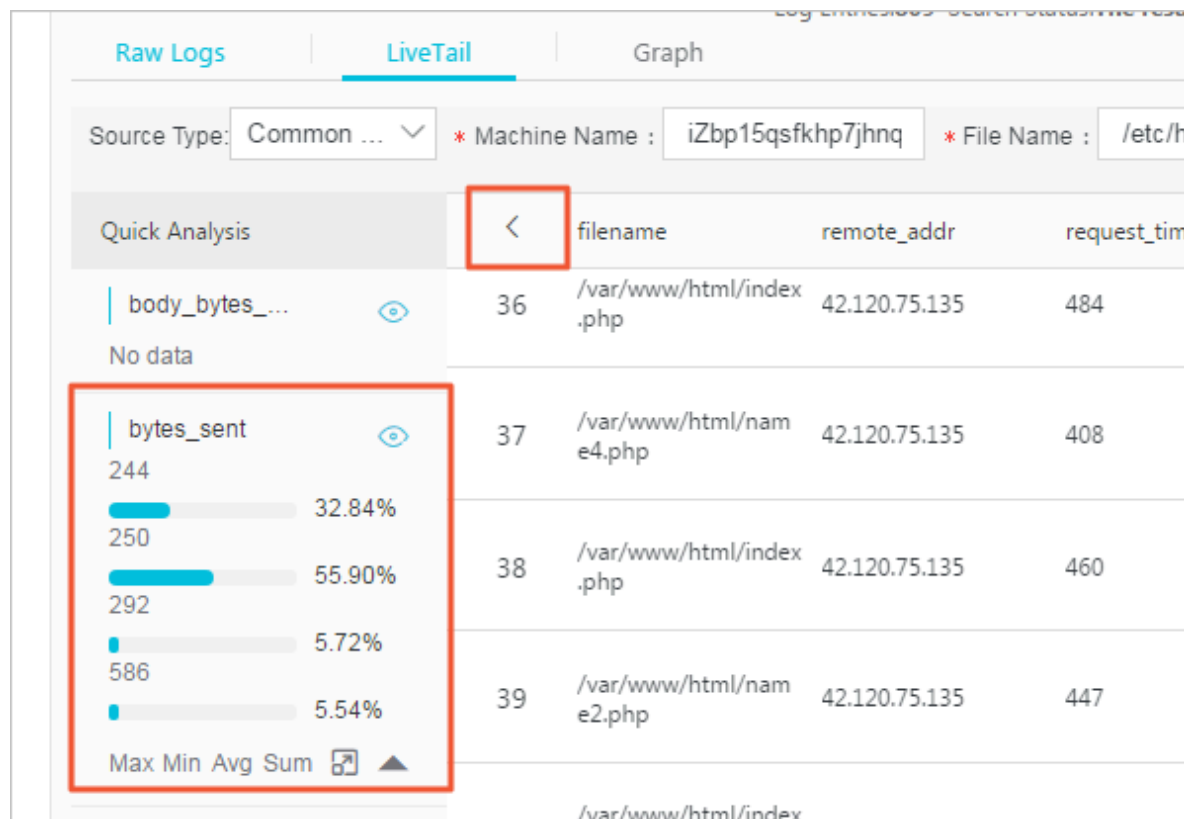 Raw Logs LiveTail Graph
Source Type: Common ... * Machine Name : iZbp15qsfkhp7jhnq * File Name : /etc/h
Quick Analysis < filename remote_addr request_tim
body_bytes_...
No data
36 /var/www/html/index
.php 42.120.75.135 484
bytes_sent
244
32.84%
250
55.90%
292
5.72%
586
5.54%
Max Min Avg Sum
37 /var/www/html/nam
e4.php 42.120.75.135 408
38 /var/www/html/index
.php 42.120.75.135 460
39 /var/www/html/nam
e2.php 42.120.75.135 447
/var/www/html/index